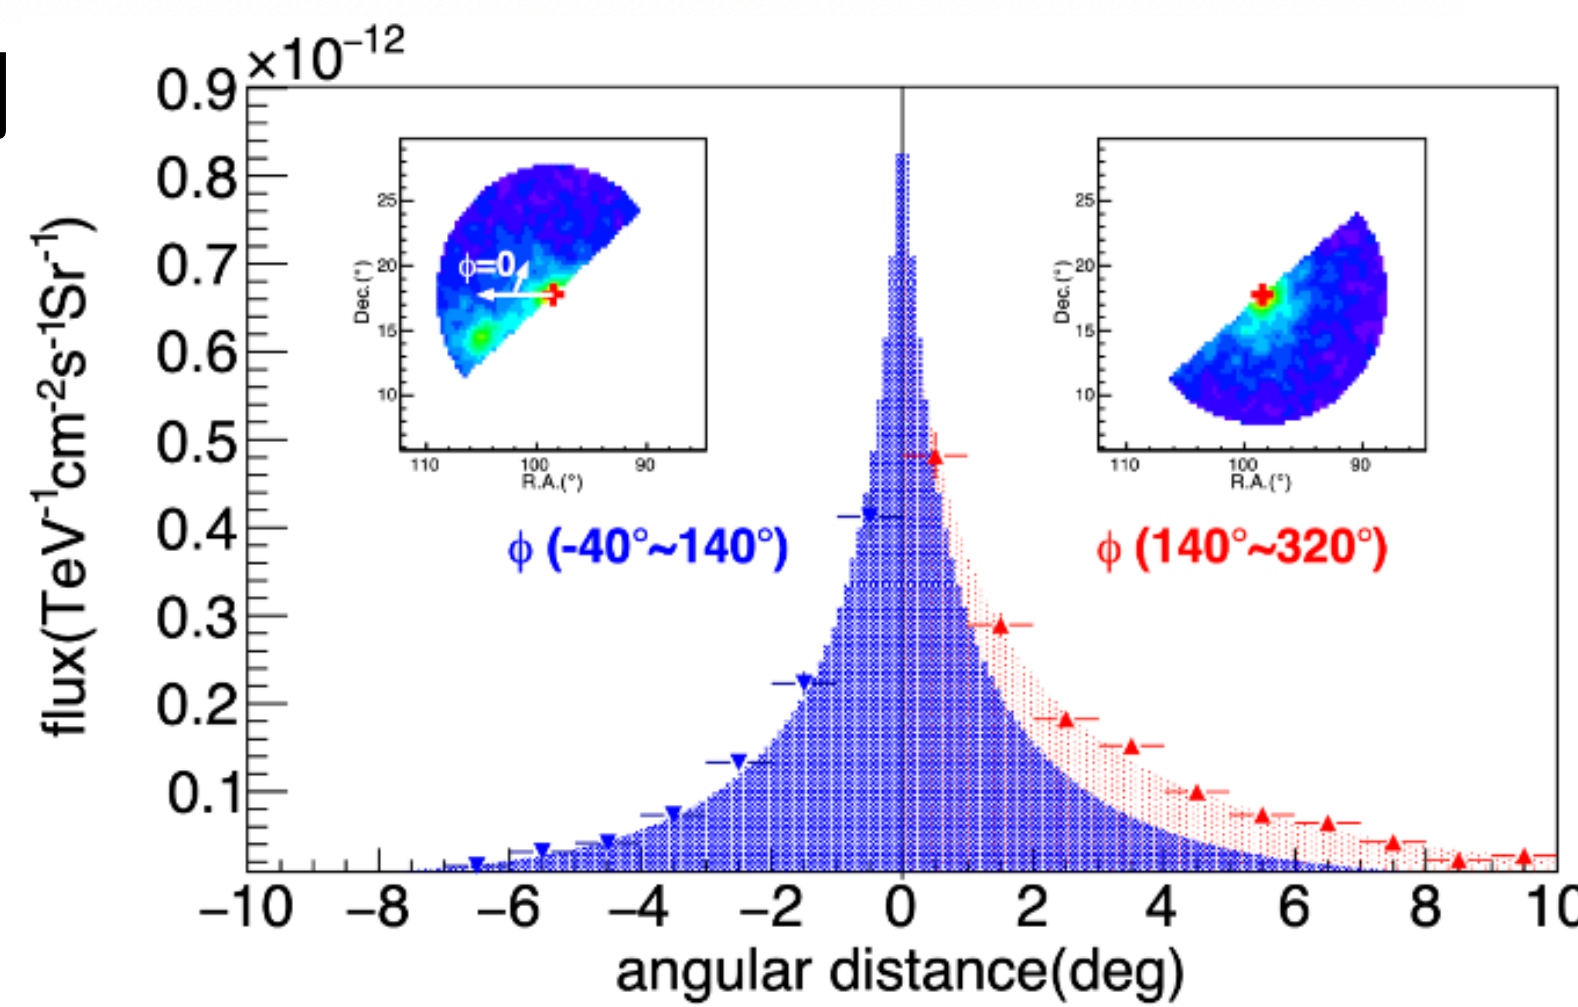 ×10⁻¹²
0.9
0.8
0.7
0.6
0.5
0.4
0.3
0.2
0.1
flux(TeV⁻¹cm⁻²s⁻¹Sr⁻¹)
25
20
15
10
Dec.(°)
ϕ=0
110 100 90
R.A.(°)
25
20
15
10
Dec.(°)
110 100 90
R.A.(°)
ϕ (-40°~140°)
ϕ (140°~320°)
−10 −8 −6 −4 −2 0 2 4 6 8 10
angular distance(deg)